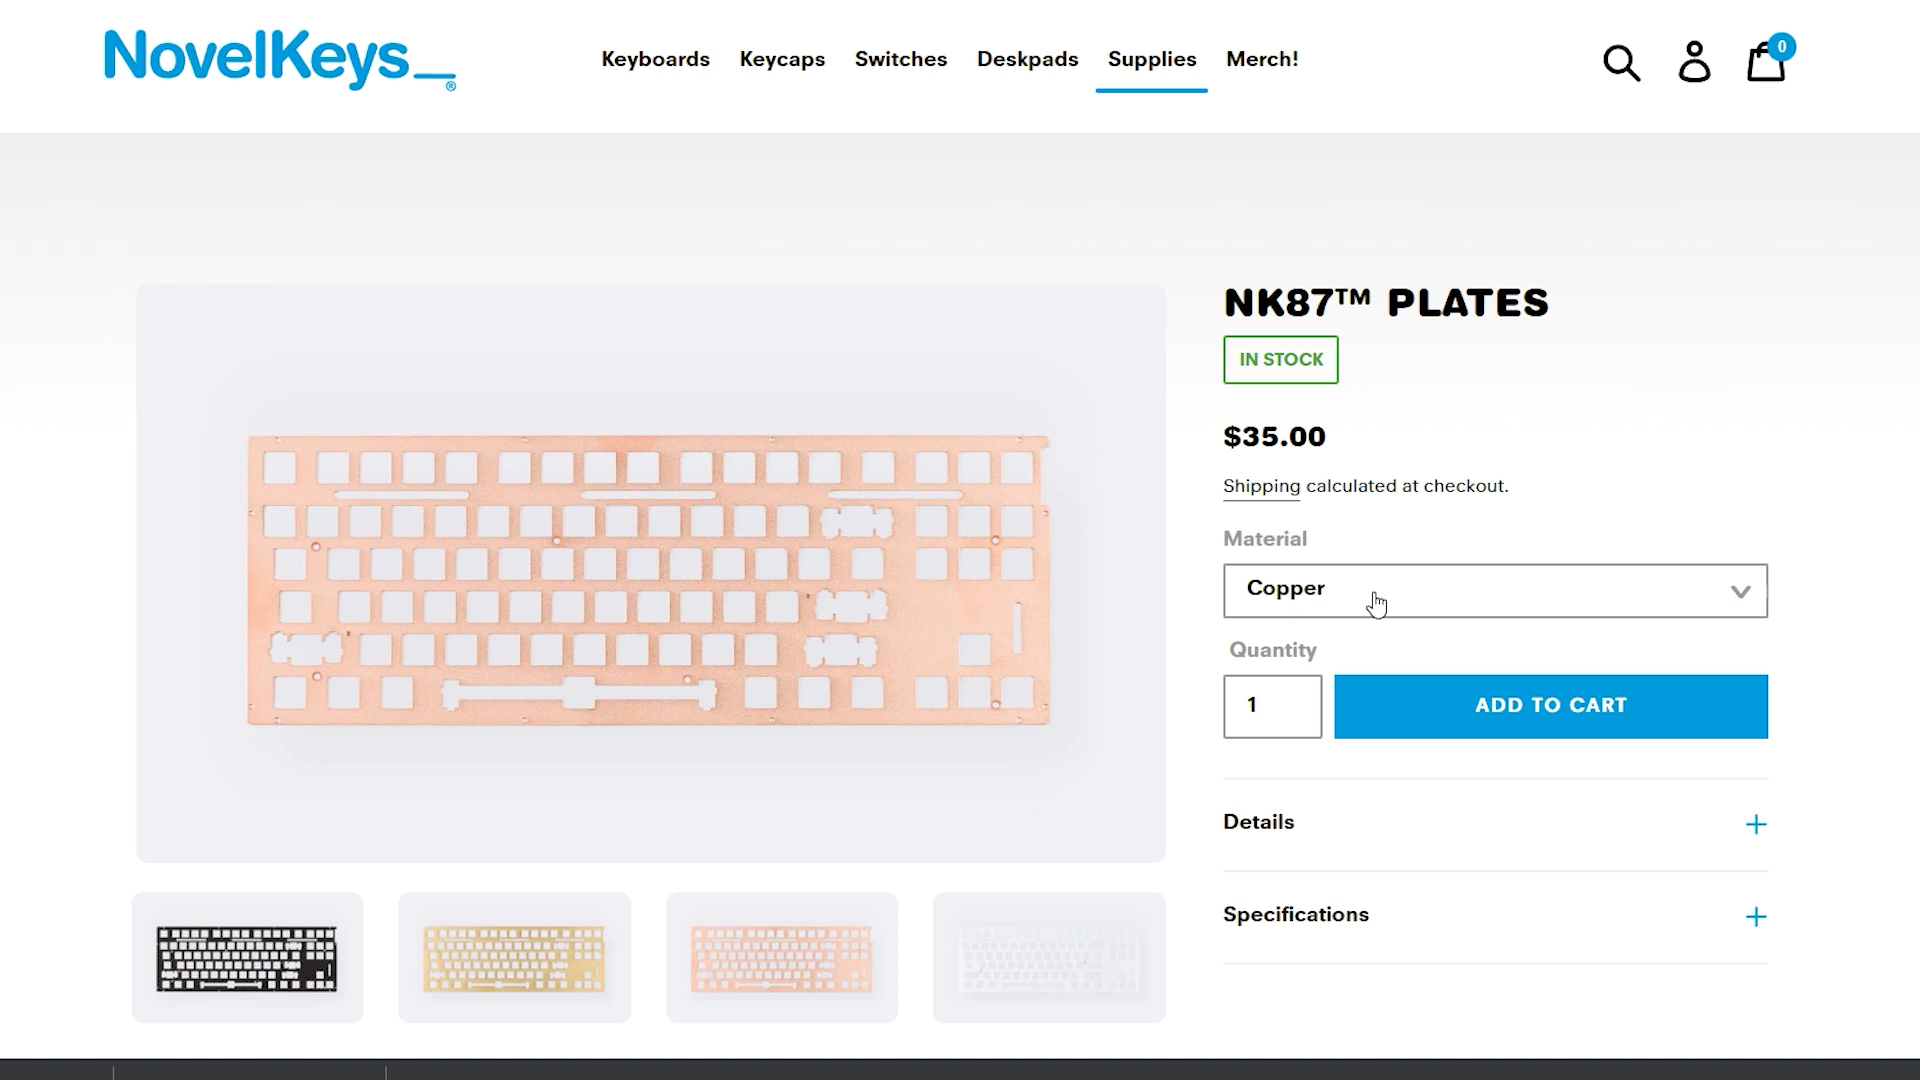 NovelKeys_®
Keyboards
Keycaps
Switches
Deskpads
Supplies
Merch!
0
NK87™ PLATES
IN STOCK
$35.00
Shipping calculated at checkout.
Material
Copper
Quantity
1
ADD TO CART
Details
Specifications